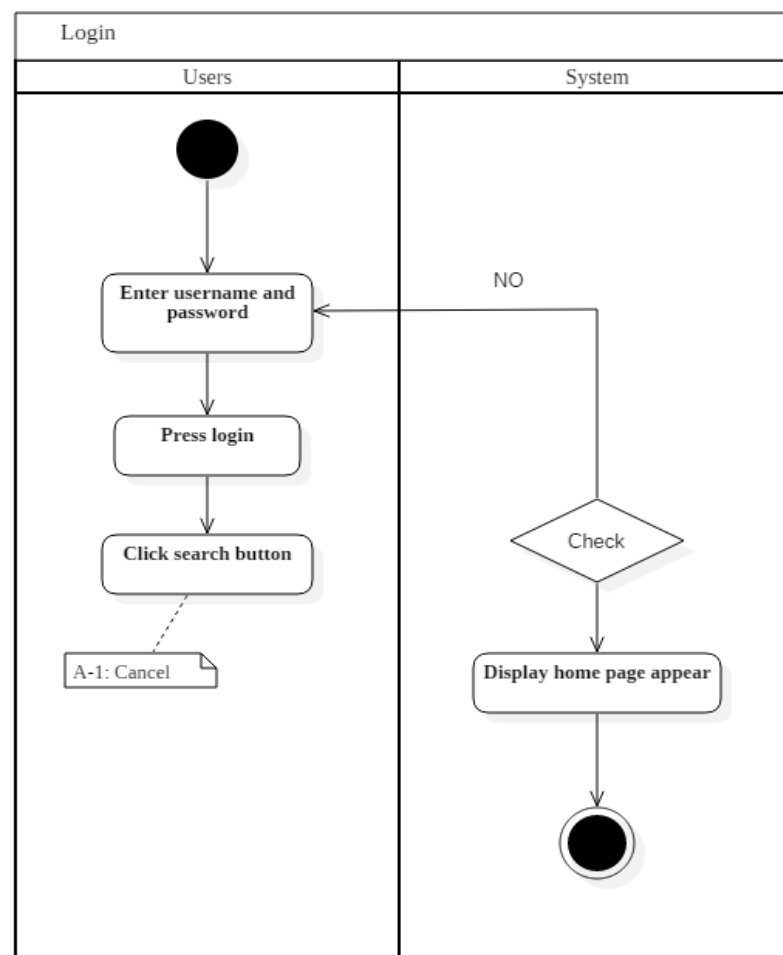 Login
Users
System
Enter username and
password
NO
Press login
Click search button
Check
A-1: Cancel
Display home page appear